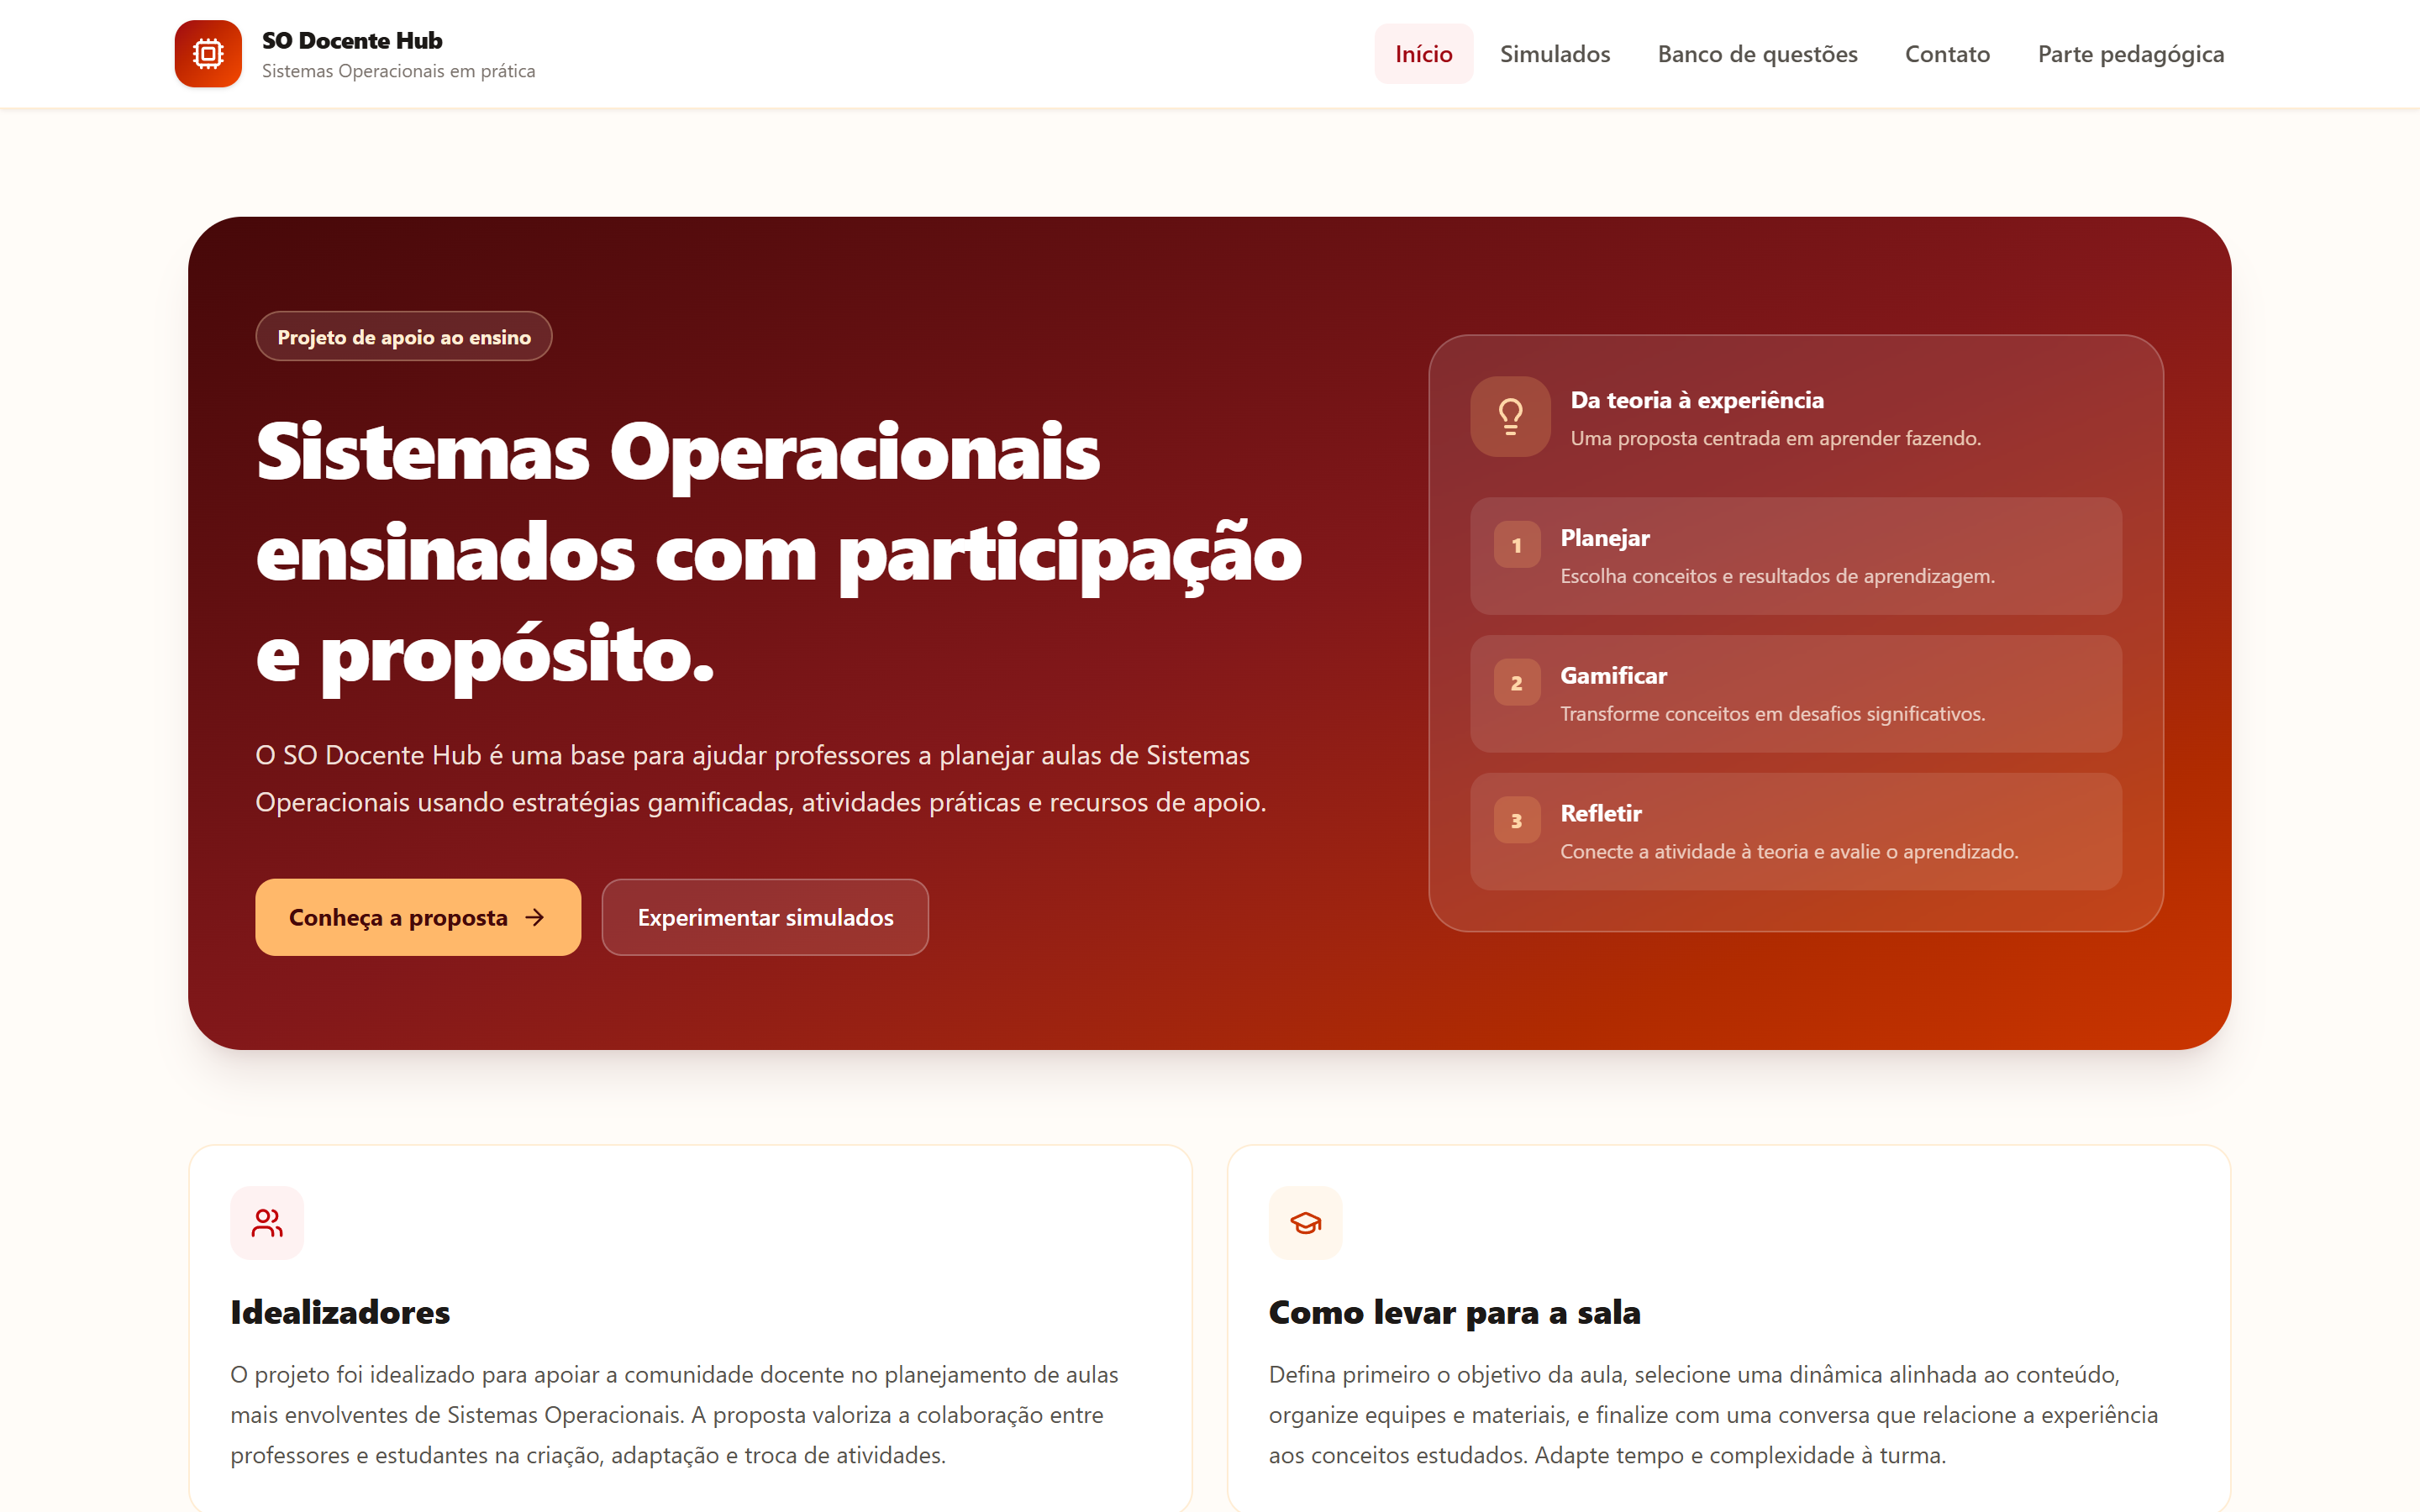 SO Docente Hub
Sistemas Operacionais em prática
Início
Simulados
Banco de questões
Contato
Parte pedagógica
Projeto de apoio ao ensino
Sistemas Operacionais
ensinados com participação
e propósito.
O SO Docente Hub é uma base para ajudar professores a planejar aulas de Sistemas
Operacionais usando estratégias gamificadas, atividades práticas e recursos de apoio.
Conheça a proposta
Experimentar simulados
Da teoria à experiência
Uma proposta centrada em aprender fazendo.
1
Planejar
Escolha conceitos e resultados de aprendizagem.
2
Gamificar
Transforme conceitos em desafios significativos.
3
Refletir
Conecte a atividade à teoria e avalie o aprendizado.
Idealizadores
O projeto foi idealizado para apoiar a comunidade docente no planejamento de aulas
mais envolventes de Sistemas Operacionais. A proposta valoriza a colaboração entre
professores e estudantes na criação, adaptação e troca de atividades.
Como levar para a sala
Defina primeiro o objetivo da aula, selecione uma dinâmica alinhada ao conteúdo,
organize equipes e materiais, e finalize com uma conversa que relacione a experiência
aos conceitos estudados. Adapte tempo e complexidade à turma.